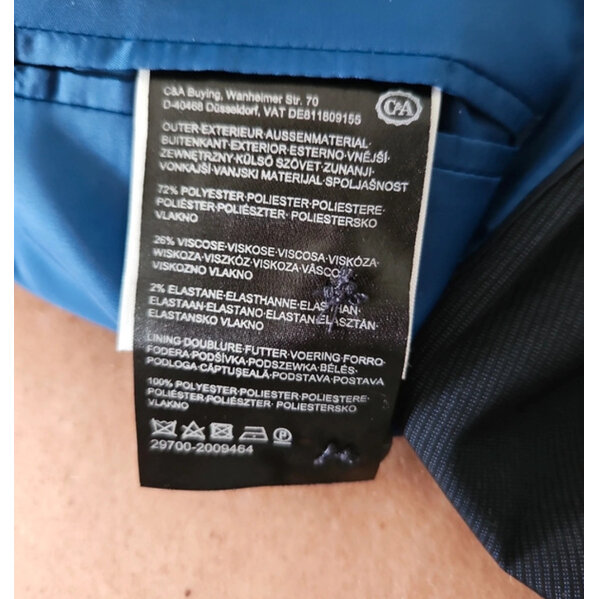 C&A Buying, Wanheimer Str. 70
D-40468 Düsseldorf, VAT DE811809155
C&A
OUTER·EXTERIEUR·AUSSENMATERIAL·
BUITENKANT·EXTERIOR·ESTERNO·VNĚJŠÍ·
ZEWNĘTRZNY·KÜLSŐ SZÖVET·ZUNANJI·
VONKAJŠÍ·VANJSKI MATERIJAL·SPOLJAŠNOST
72% POLYESTER·POLIESTER·POLIESTERE·
POLIÉSTER·POLIÉSZTER·POLIESTERSKO
VLAKNO
26% VISCOSE·VISKOSE·VISCOSA·VISKÓZA·
WISKOZA·VISZKÓZ·VISKOZA·VÂSCOZĂ·
VISKOZNO VLAKNO
2% ELASTANE·ELASTHANNE·ELASTHAN
ELASTAAN·ELASTANO·ELASTAN·ELASZTÁN·
ELASTANSKO VLAKNO
LINING·DOUBLURE·FUTTER·VOERING·FORRO·
FODERA·PODŠÍVKA·PODSZEWKA·BÉLÉS·
PODLOGA·CĂPTUȘEALĂ·PODSTAVA·POSTAVA
100% POLYESTER·POLIESTER·POLIESTERE·
POLIÉSTER·POLIÉSZTER· POLIESTERSKO
VLAKNO
P
29700-2009464